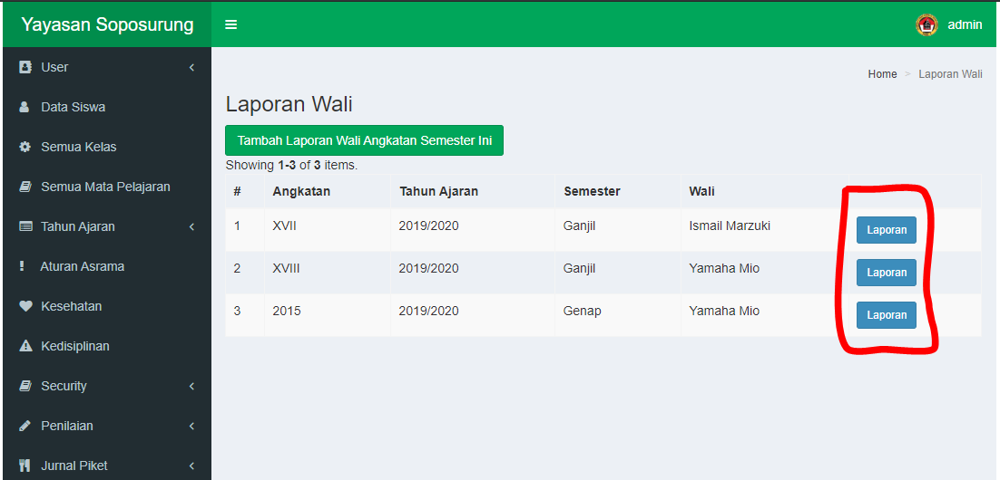 Yayasan Soposurung
admin
User
Data Siswa
Semua Kelas
Semua Mata Pelajaran
Tahun Ajaran
Aturan Asrama
Kesehatan
Kedisiplinan
Security
Penilaian
Jurnal Piket
Home > Laporan Wali
Laporan Wali
Tambah Laporan Wali Angkatan Semester Ini
Showing 1-3 of 3 items.
# Angkatan Tahun Ajaran Semester Wali
1 XVII 2019/2020 Ganjil Ismail Marzuki Laporan
2 XVIII 2019/2020 Ganjil Yamaha Mio Laporan
3 2015 2019/2020 Genap Yamaha Mio Laporan